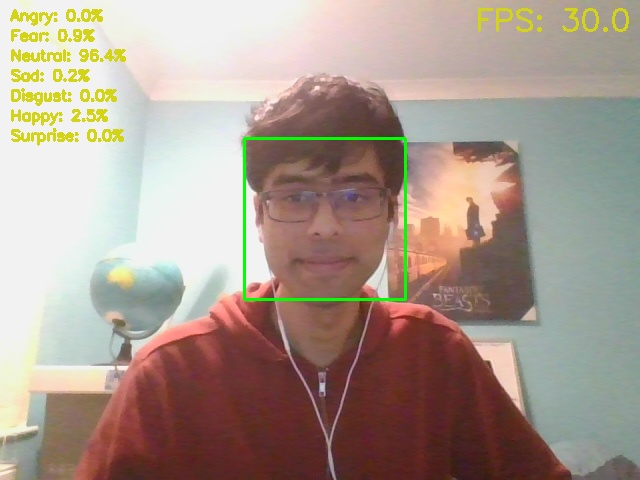 Angry: 0.0%
Fear: 0.9%
Neutral: 96.4%
Sad: 0.2%
Disgust: 0.0%
Happy: 2.5%
Surprise: 0.0%
FPS: 30.0
FANTASTIC
BEASTS